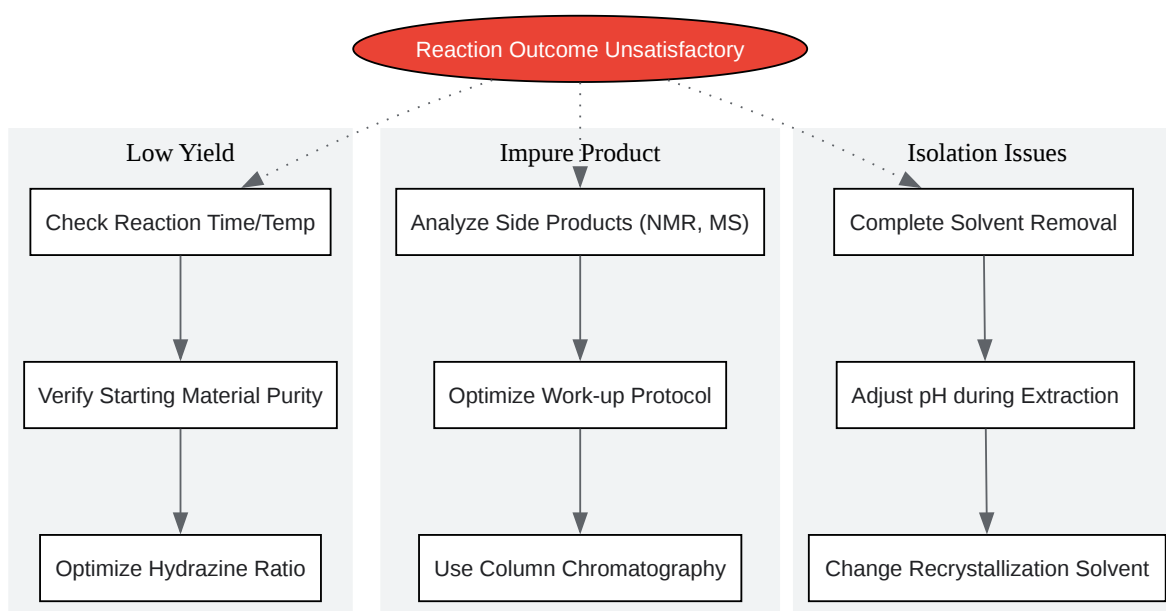 Reaction Outcome Unsatisfactory
Low Yield
Impure Product
Isolation Issues
Check Reaction Time/Temp
Analyze Side Products (NMR, MS)
Complete Solvent Removal
Verify Starting Material Purity
Optimize Work-up Protocol
Adjust pH during Extraction
Optimize Hydrazine Ratio
Use Column Chromatography
Change Recrystallization Solvent